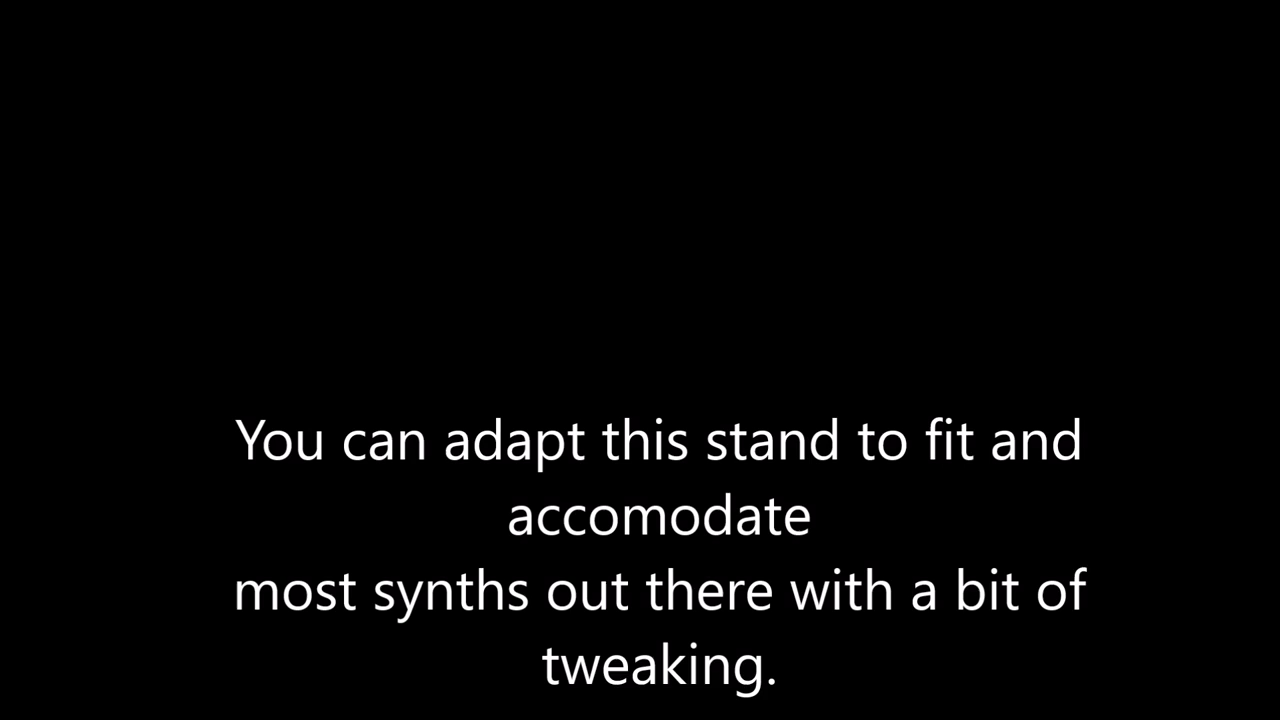 You can adapt this stand to fit and
accomodate
most synths out there with a bit of
tweaking.